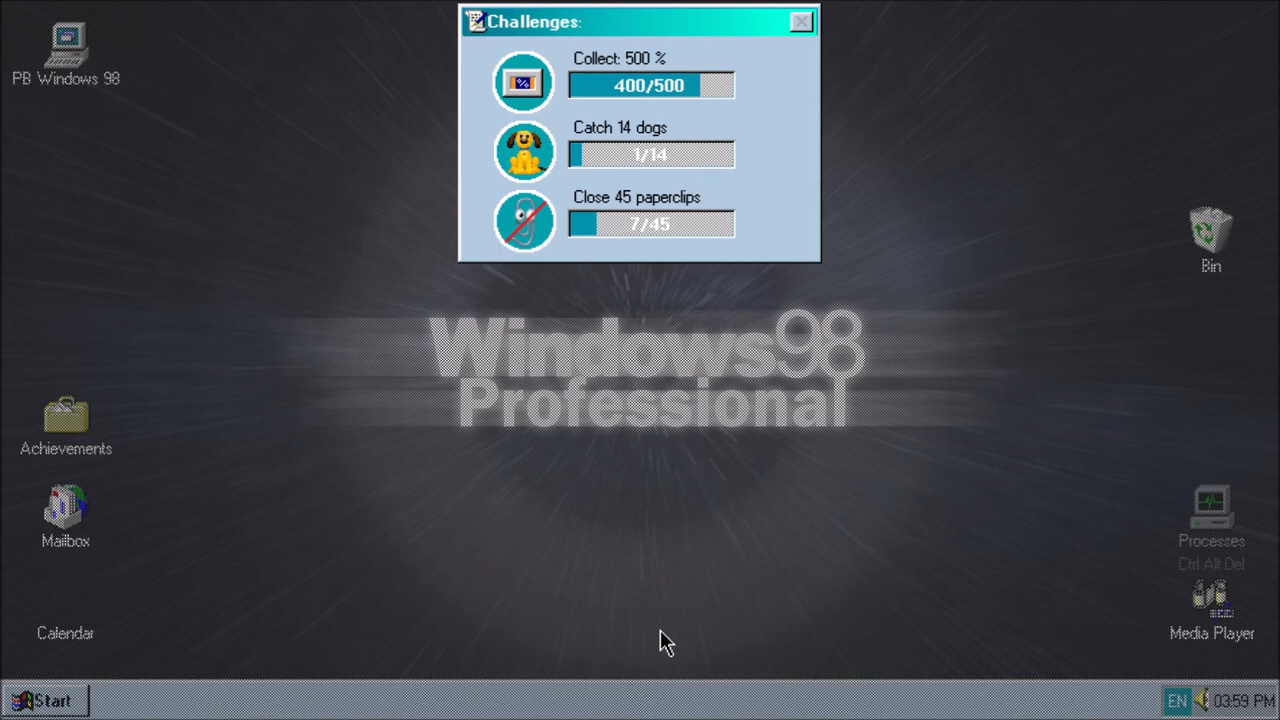 Challenges:
Collect: 500 %
400/500
Catch 14 dogs
1/14
Close 45 paperclips
7/45
PB Windows 98
Bin
Windows98
Professional
Achievements
Mailbox
Calendar
Processes
Ctrl Alt Del
Media Player
Start
EN
03:59 PM